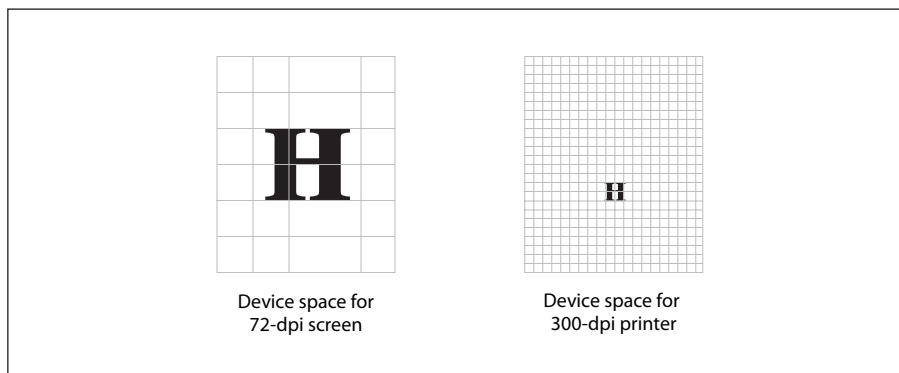 H
H
Device space for
72-dpi screen
Device space for
300-dpi printer